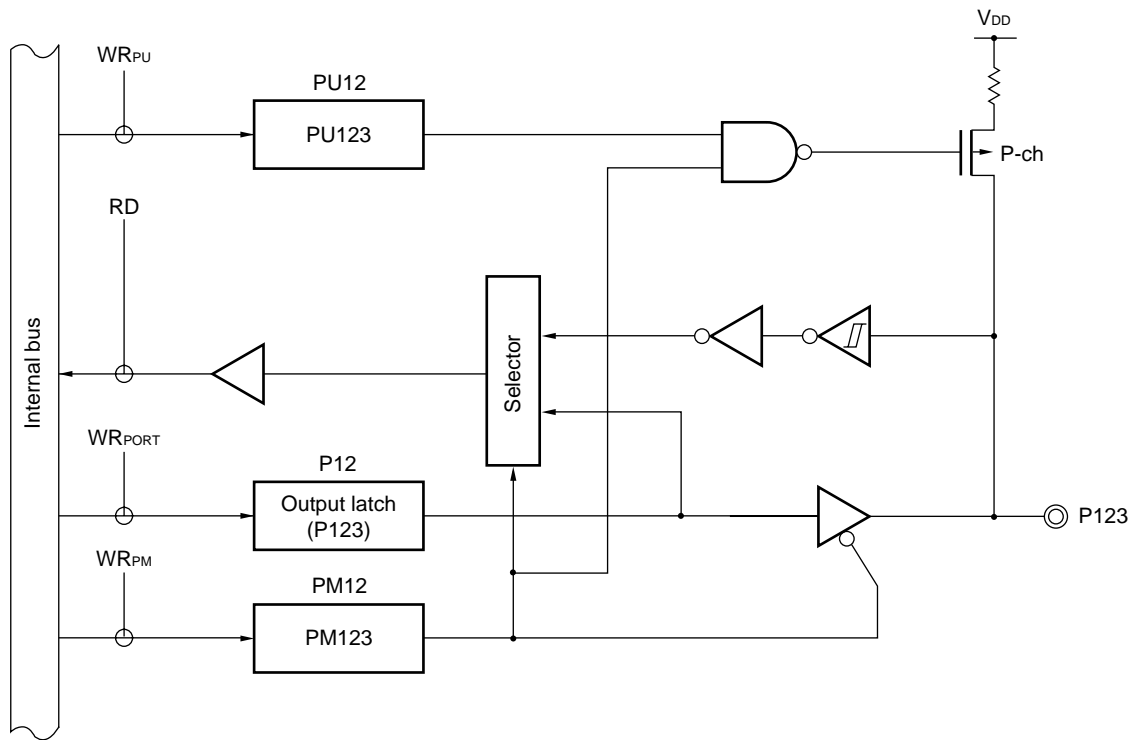 VDD
WRPU
PU12
PU123
P-ch
RD
Internal bus
Selector
WRPORT
P12
Output latch
(P123)
P123
WRPM
PM12
PM123